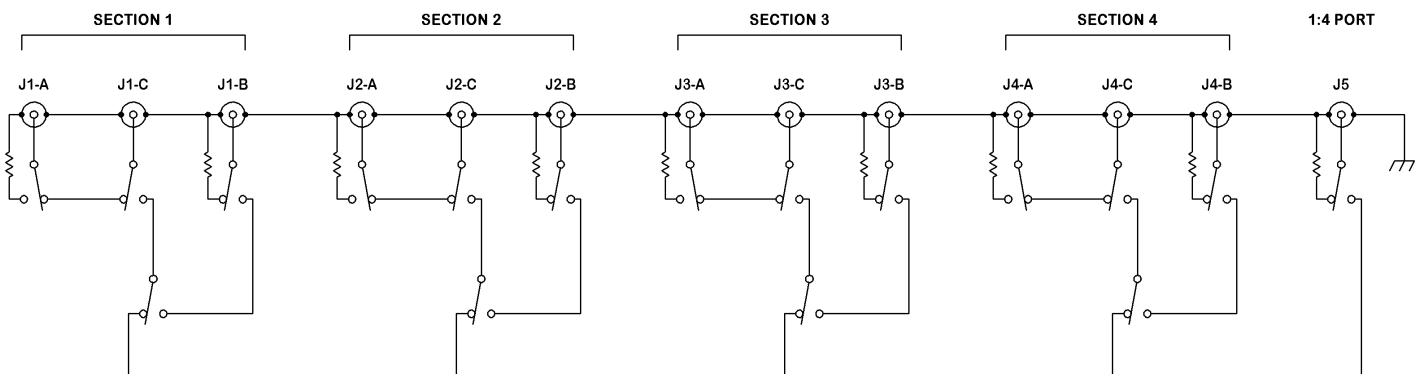 SECTION 1 SECTION 2 SECTION 3 SECTION 4 1:4 PORT
J1-A J1-C J1-B J2-A J2-C J2-B J3-A J3-C J3-B J4-A J4-C J4-B J5